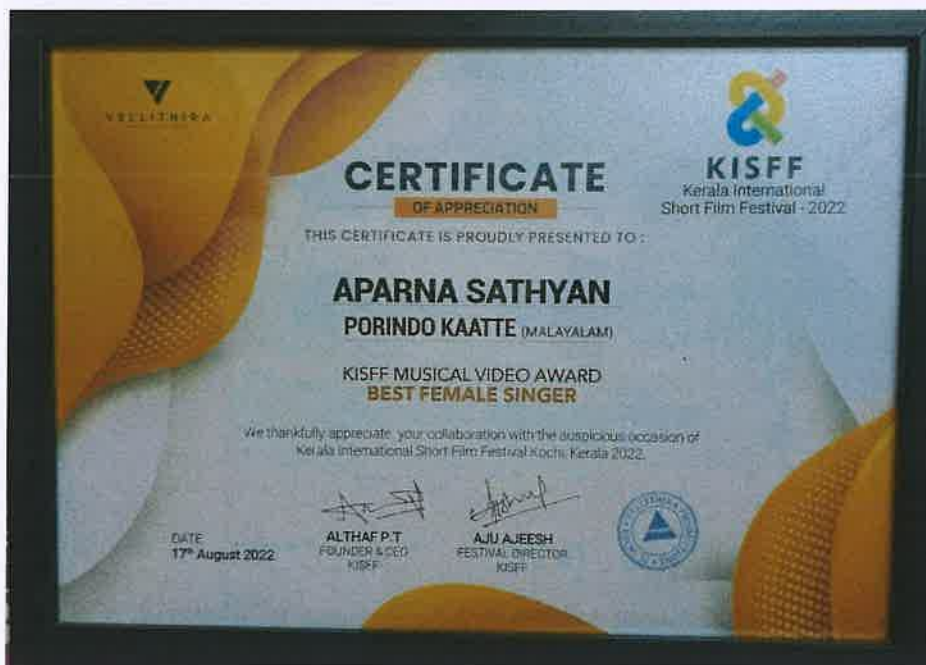 VELLITHIRA
KISFF
Kerala International
Short Film Festival - 2022
CERTIFICATE
OF APPRECIATION
THIS CERTIFICATE IS PROUDLY PRESENTED TO :
APARNA SATHYAN
PORINDO KAATTE (MALAYALAM)
KISFF MUSICAL VIDEO AWARD
BEST FEMALE SINGER
We thankfully appreciate your collaboration with the auspicious occasion of
Kerala International Short Film Festival Kochi, Kerala 2022.
DATE
17th August 2022
ALTHAF P.T
FOUNDER & CEO
KISFF
AJU AJEESH
FESTIVAL DIRECTOR
KISFF